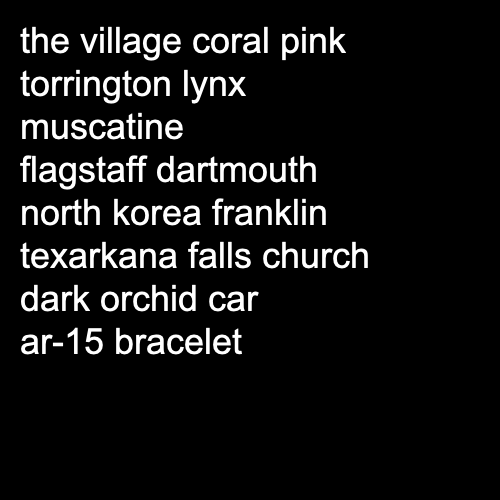 the village coral pink
torrington lynx
muscatine
flagstaff dartmouth
north korea franklin
texarkana falls church
dark orchid car
ar-15 bracelet